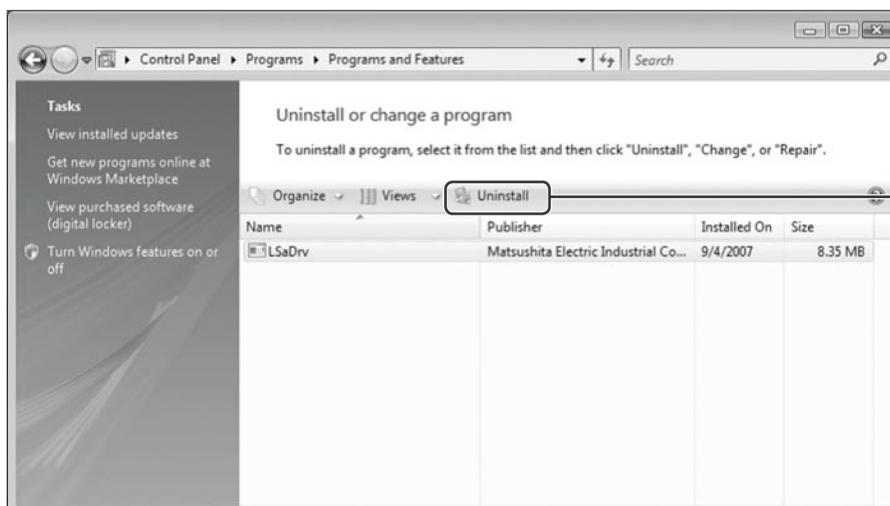 Control Panel Programs Programs and Features
Search
Tasks
View installed updates
Get new programs online at
Windows Marketplace
View purchased software
(digital locker)
Turn Windows features on or
off
Uninstall or change a program
To uninstall a program, select it from the list and then click "Uninstall", "Change", or "Repair".
Organize Views Uninstall
Name Publisher Installed On Size
LSaDrv Matsushita Electric Industrial Co... 9/4/2007 8.35 MB